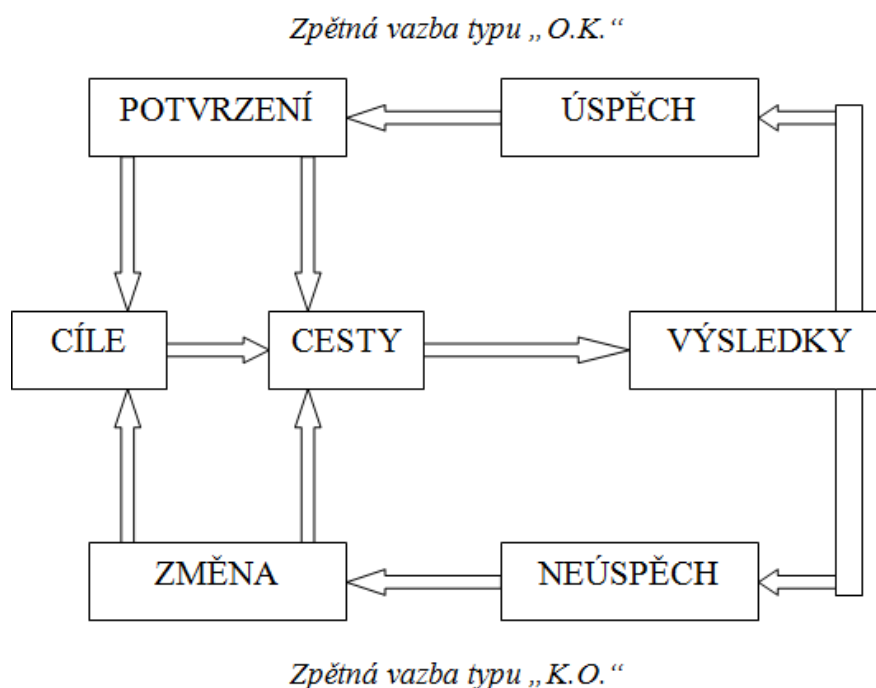 Zpětná vazba typu „O.K.“
POTVRZENÍ
ÚSPĚCH
CÍLE
CESTY
VÝSLEDKY
ZMĚNA
NEÚSPĚCH
Zpětná vazba typu „K.O.“